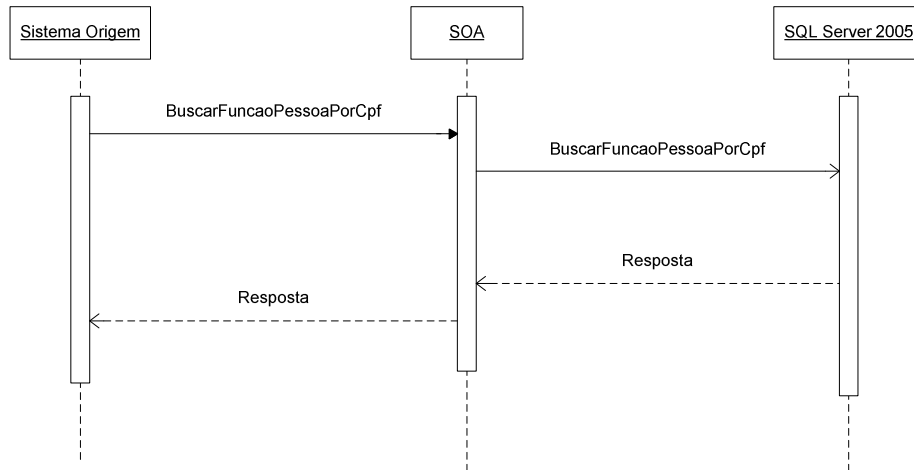 Sistema Origem
SOA
SQL Server 2005
BuscarFuncaoPessoaPorCpf
BuscarFuncaoPessoaPorCpf
Resposta
Resposta